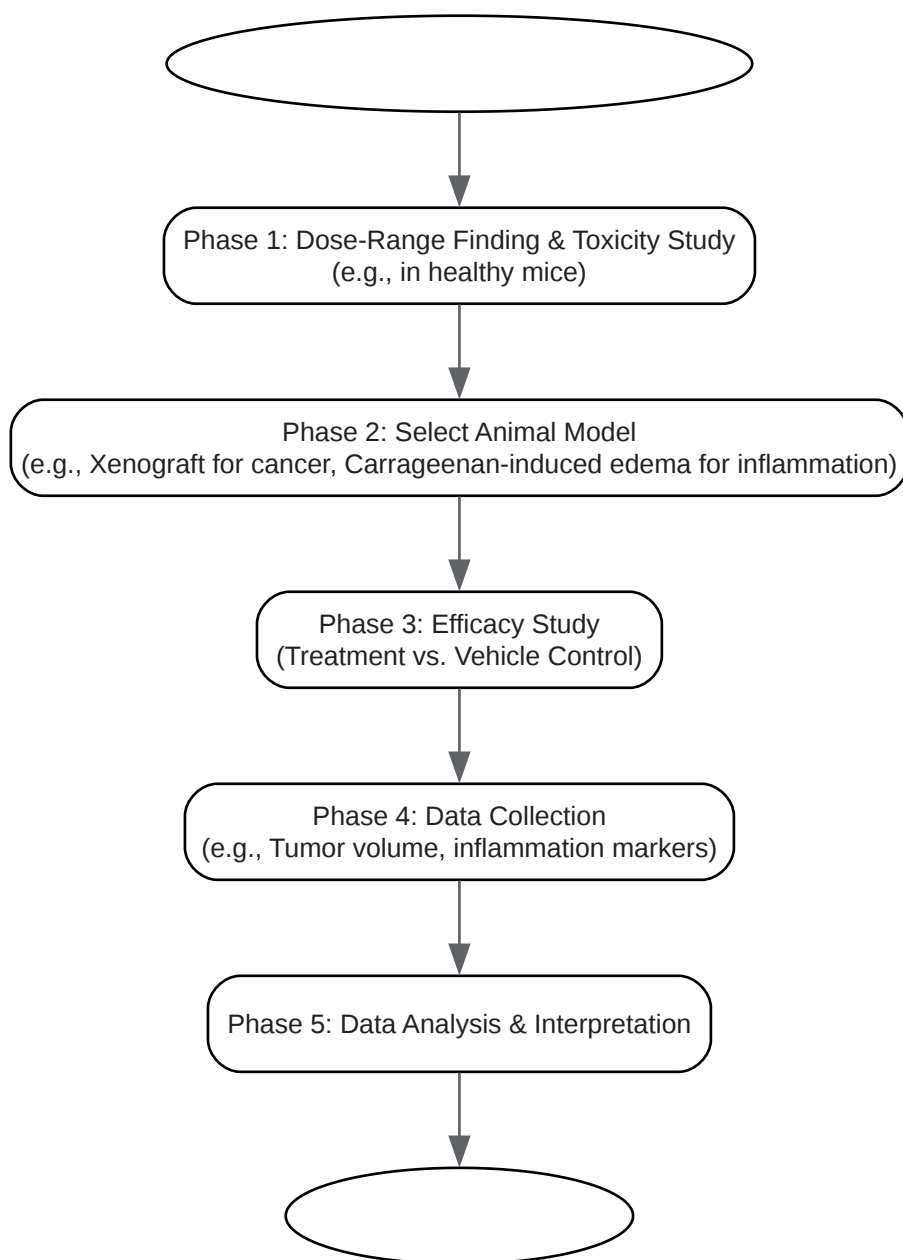 Phase 1: Dose-Range Finding & Toxicity Study
(e.g., in healthy mice)
Phase 2: Select Animal Model
(e.g., Xenograft for cancer, Carrageenan-induced edema for inflammation)
Phase 3: Efficacy Study
(Treatment vs. Vehicle Control)
Phase 4: Data Collection
(e.g., Tumor volume, inflammation markers)
Phase 5: Data Analysis & Interpretation